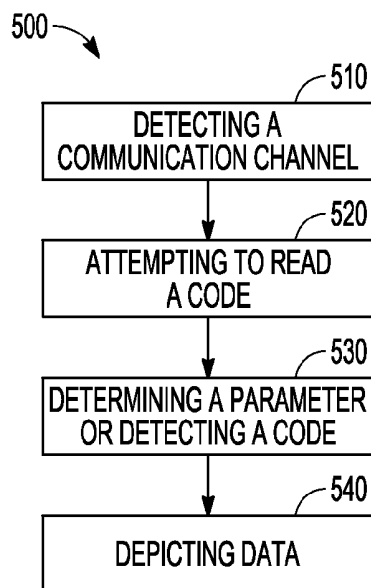 500
510
DETECTING A
COMMUNICATION CHANNEL
520
ATTEMPTING TO READ
A CODE
530
DETERMINING A PARAMETER
OR DETECTING A CODE
540
DEPICTING DATA